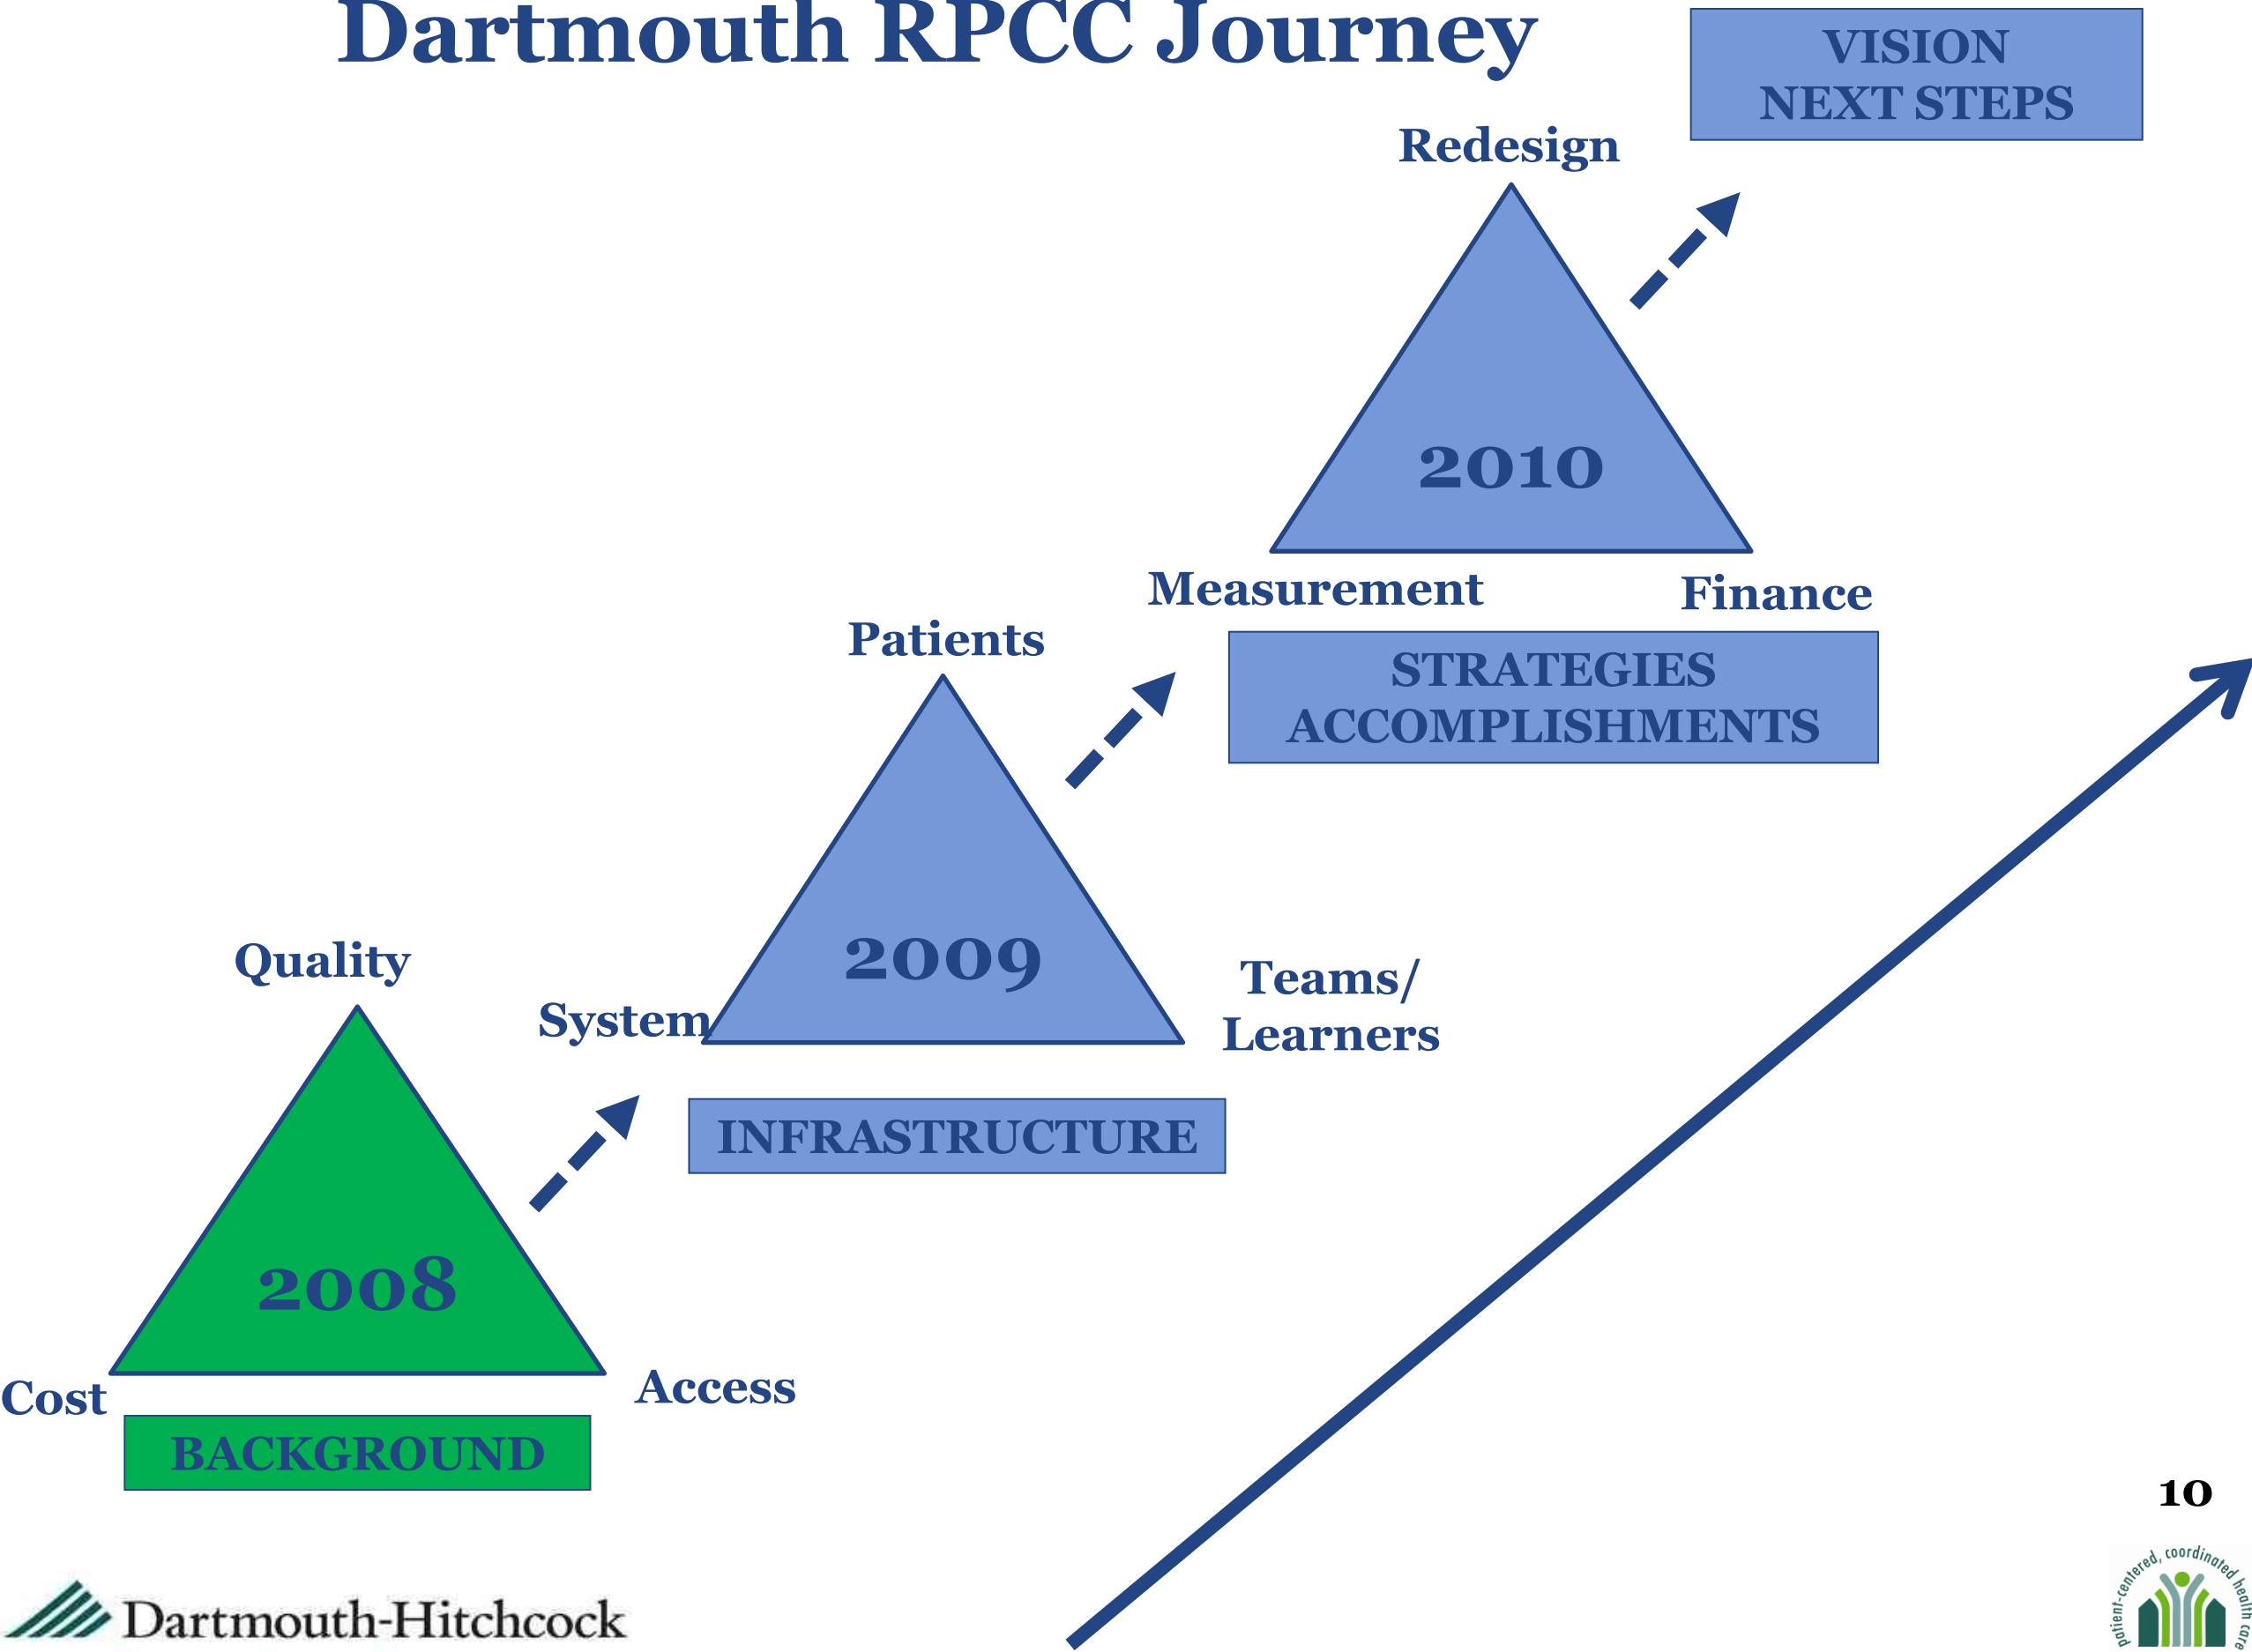 Dartmouth RPCC Journey
VISION
NEXT STEPS
Redesign
2010
Measurement
Finance
STRATEGIES
ACCOMPLISHMENTS
Patients
2009
System
Teams/
Learners
INFRASTRUCTURE
Quality
2008
Cost
Access
BACKGROUND
10
Dartmouth-Hitchcock
patient-centered, coordinated health care